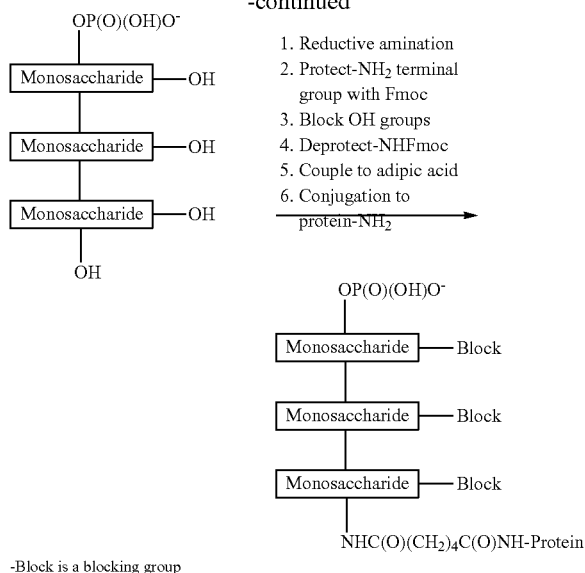 -continued
OP(O)(OH)O⁻
Monosaccharide OH
Monosaccharide OH
Monosaccharide OH
OH
1. Reductive amination
2. Protect-NH₂ terminal
group with Fmoc
3. Block OH groups
4. Deprotect-NHFmoc
5. Couple to adipic acid
6. Conjugation to
protein-NH₂
OP(O)(OH)O⁻
Monosaccharide Block
Monosaccharide Block
Monosaccharide Block
NHC(O)(CH₂)₄C(O)NH-Protein
-Block is a blocking group